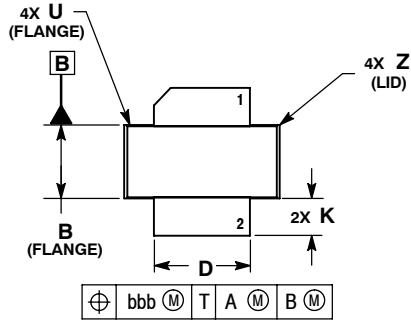 4X U
(FLANGE)
B
4X Z
(LID)
1
B
(FLANGE)
2X K
2
D
⌖ bbb Ⓜ T A Ⓜ B Ⓜ